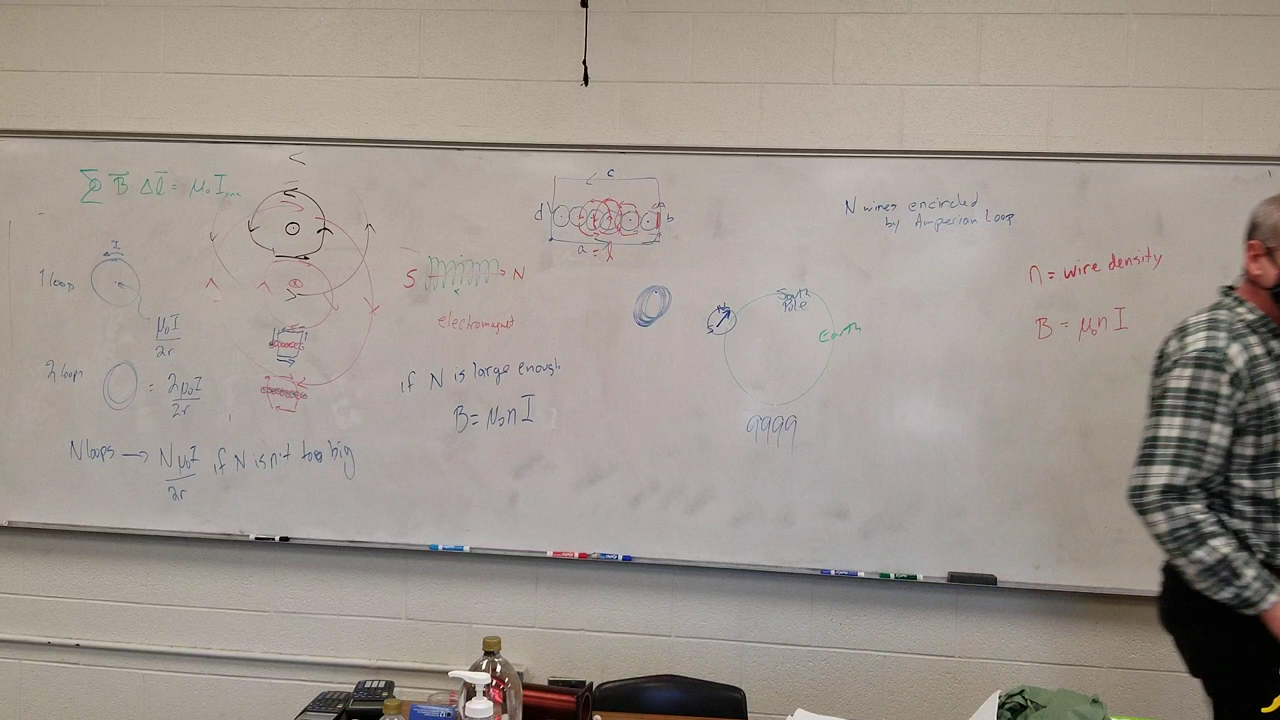 ∑ B⃗ Δl⃗ = μ₀ I
1 loop
I
μ₀I
2r
2 loops
= 2μ₀I
2r
N loops → Nμ₀I if N isn't too big
2r
S N
electromagnet
if N is large enough
B = μ₀nI
c
d
b
a = l
N
S
South
Pole
Earth
9999
N wires encircled
by Amperian Loop
n = wire density
B = μ₀nI